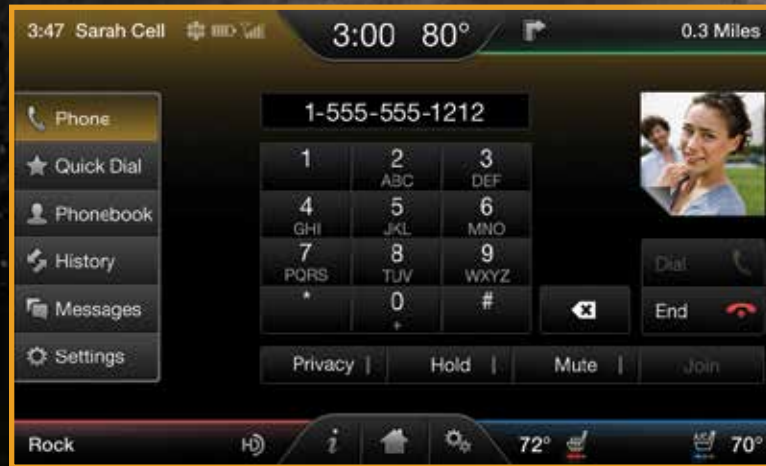 3:47 Sarah Cell
3:00 80°
0.3 Miles
1-555-555-1212
Phone
Quick Dial
Phonebook
History
Messages
Settings
1 2 3
ABC DEF
4 5 6
GHI JKL MNO
7 8 9
PQRS TUV WXYZ
* 0 #
+
Dial
End
Privacy Hold Mute Join
Rock HD i 72° 70°